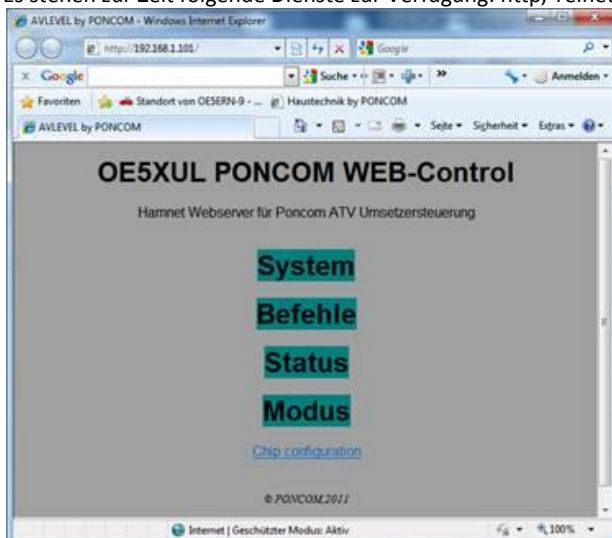 Es stehen zur Zeit folgende Dienste zur Verfügung: http, Telnet
AVLEVEL by PONCOM - Windows Internet Explorer
http://192.168.1.101/
Google
Google
Suche
Anmelden
Favoriten
Standort von OE5ERN-9 - ...
Haustechnik by PONCOM
AVLEVEL by PONCOM
Seite
Sicherheit
Extras
OE5XUL PONCOM WEB-Control
Hamnet Webserver für Poncom ATV Umsetzersteuerung
System
Befehle
Status
Modus
Chip configuration
© PONCOM,2011
Internet | Geschützter Modus: Aktiv
100%